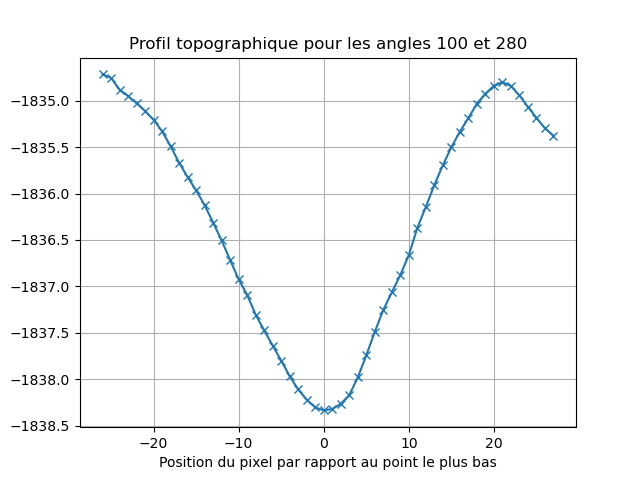 Profil topographique pour les angles 100 et 280
−1835.0
−1835.5
−1836.0
−1836.5
−1837.0
−1837.5
−1838.0
−1838.5
−20 −10 0 10 20
Position du pixel par rapport au point le plus bas